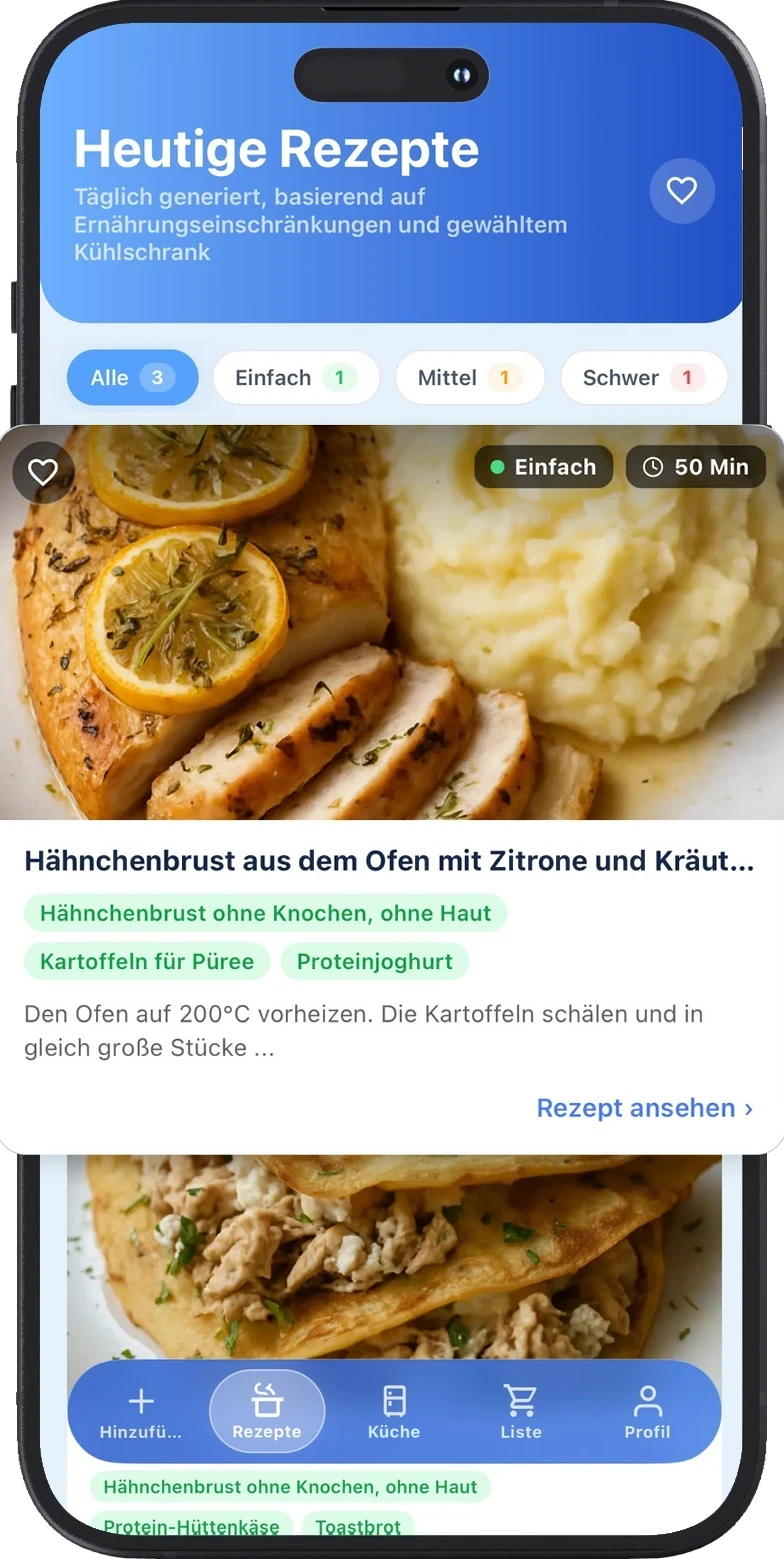 Heutige Rezepte
Täglich generiert, basierend auf
Ernährungseinschränkungen und gewähltem
Kühlschrank
Alle 3 Einfach 1 Mittel 1 Schwer 1
Einfach 50 Min
Hähnchenbrust aus dem Ofen mit Zitrone und Kräut...
Hähnchenbrust ohne Knochen, ohne Haut
Kartoffeln für Püree Proteinjoghurt
Den Ofen auf 200°C vorheizen. Die Kartoffeln schälen und in
gleich große Stücke ...
Rezept ansehen ›
Hinzufü... Rezepte Küche Liste Profil
Hähnchenbrust ohne Knochen, ohne Haut
Protein-Hüttenkäse Toastbrot